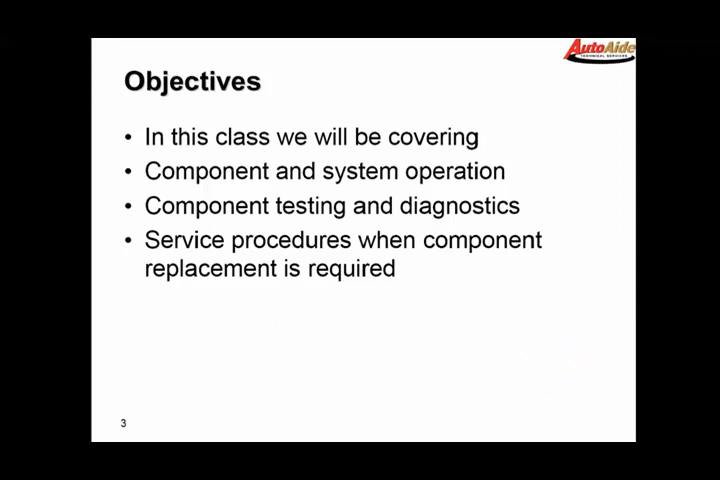 AutoAide
TECHNICAL SERVICES
Objectives
• In this class we will be covering
• Component and system operation
• Component testing and diagnostics
• Service procedures when component
replacement is required
3